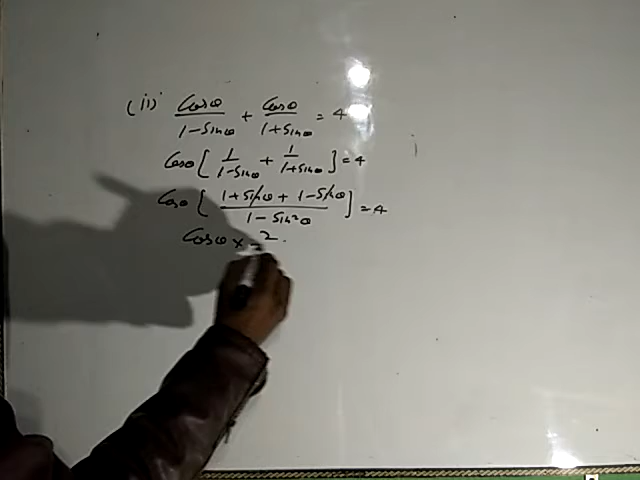 (ii) Cosθ/1-Sinθ + Cosθ/1+Sinθ = 4
Cosθ [ 1/1-Sinθ + 1/1+Sinθ ] = 4
Cosθ [ 1+Sinθ + 1-Sinθ/1-Sin²θ ] = 4
Cosθ × 2